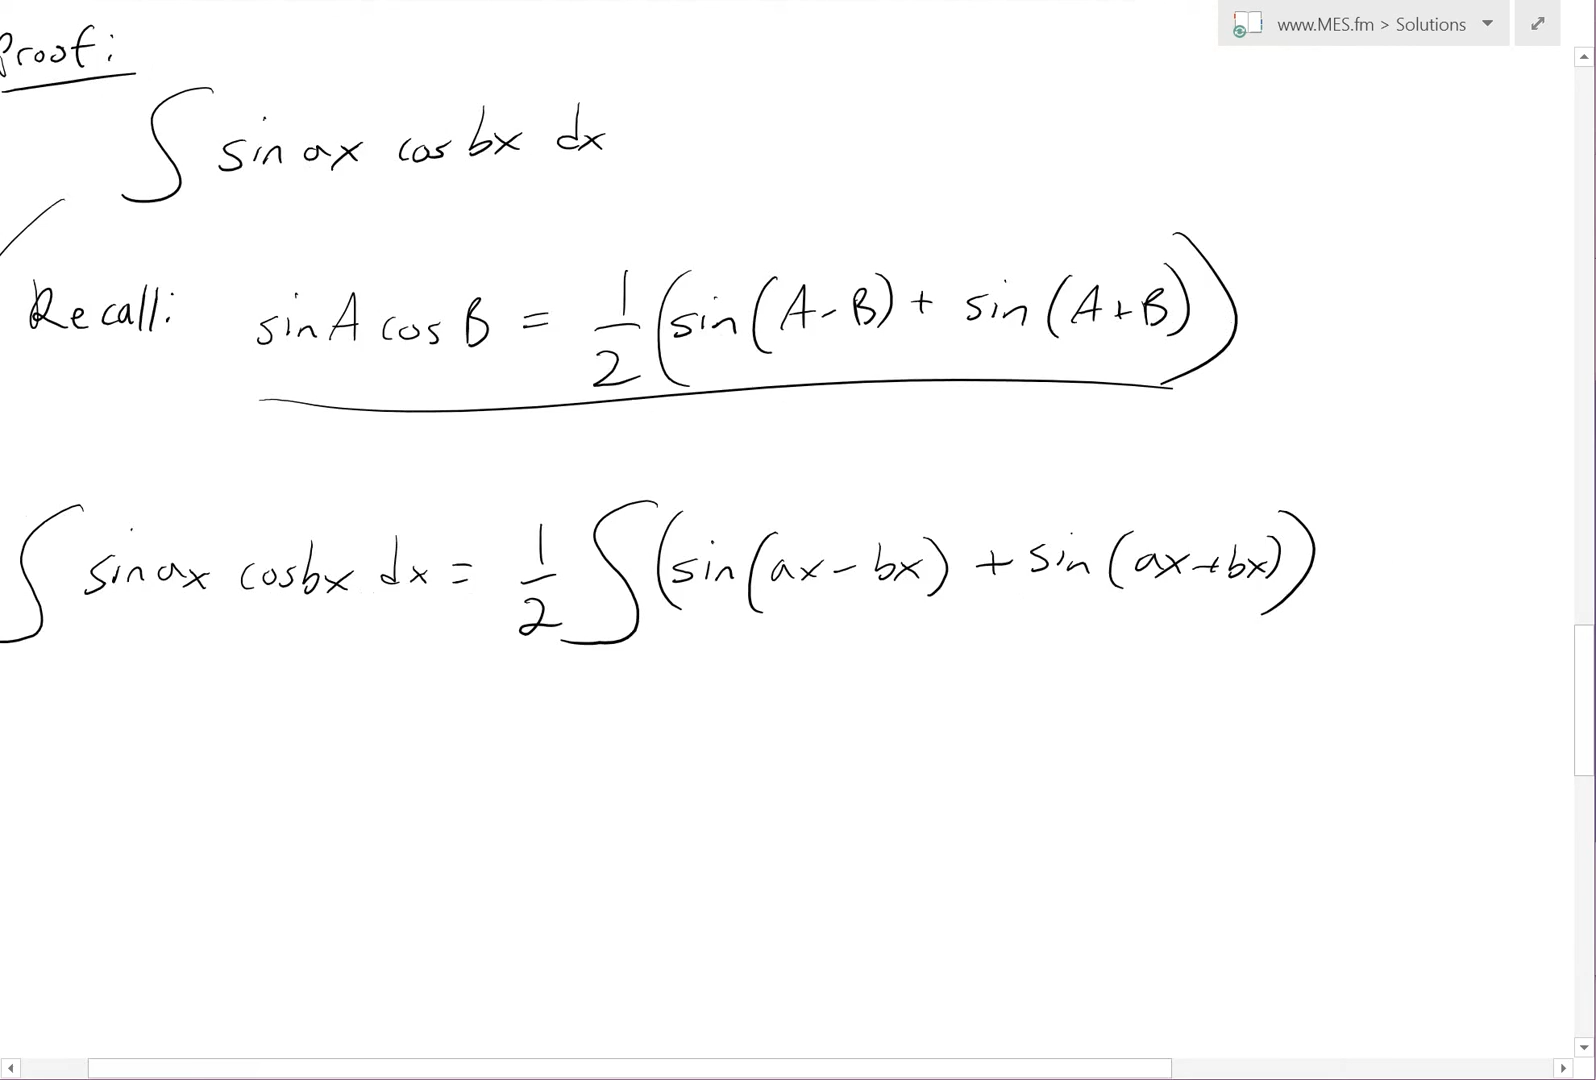 www.MES.fm > Solutions
Proof:
∫ sin ax cos bx dx
Recall: sin A cos B = 1/2 (sin(A-B) + sin(A+B))
∫ sin ax cos bx dx = 1/2 ∫ (sin(ax - bx) + sin(ax + bx))